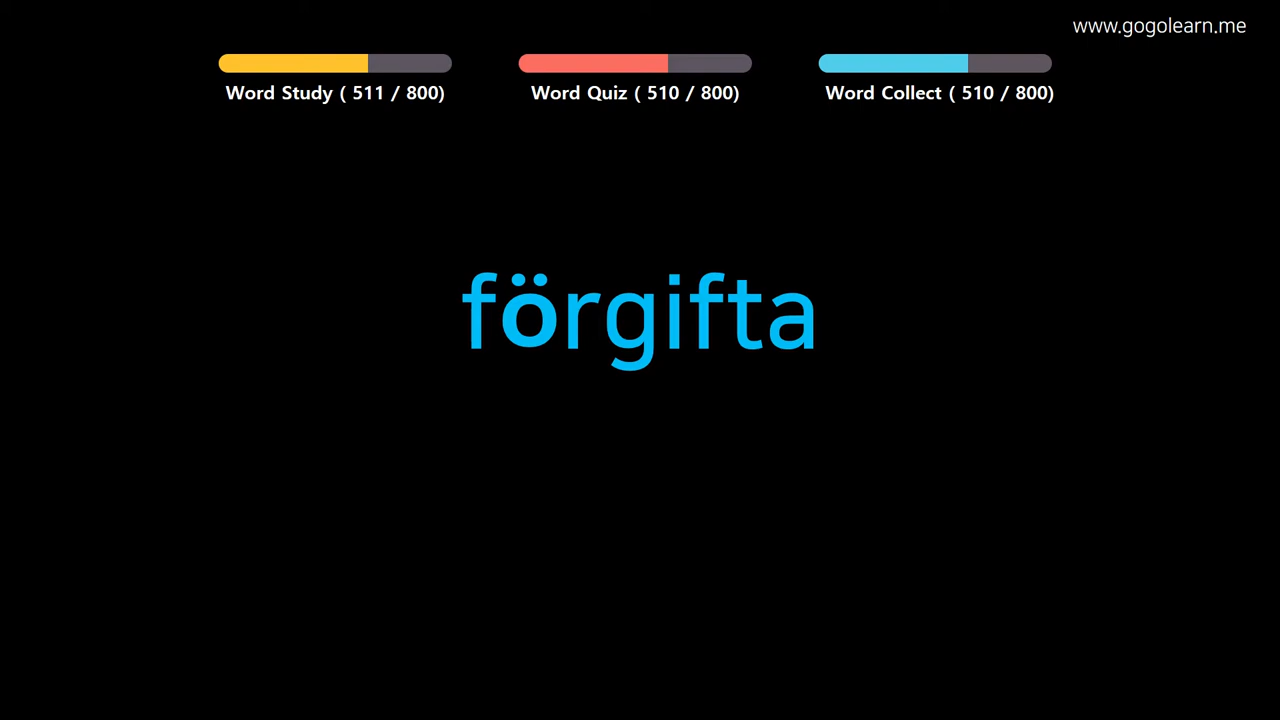 www.gogolearn.me
Word Study ( 511 / 800)
Word Quiz ( 510 / 800)
Word Collect ( 510 / 800)
förgifta